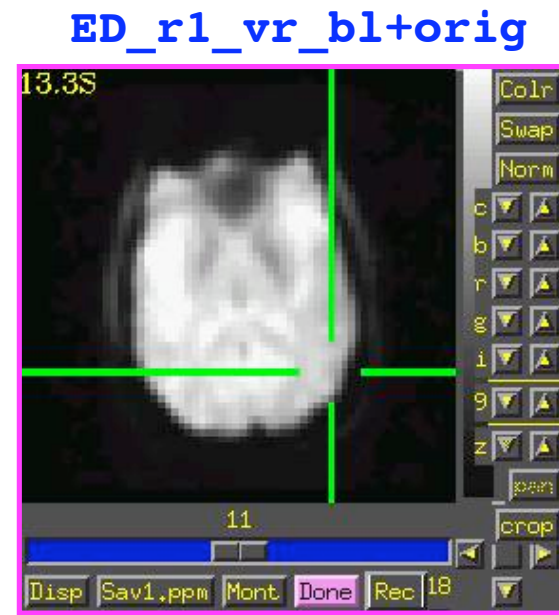 ED_r1_vr_bl+orig
13.3S
Colr
Swap
Norm
c
b
r
g
i
9
z
pan
crop
11
Disp Sav1.ppm Mont Done Rec 18